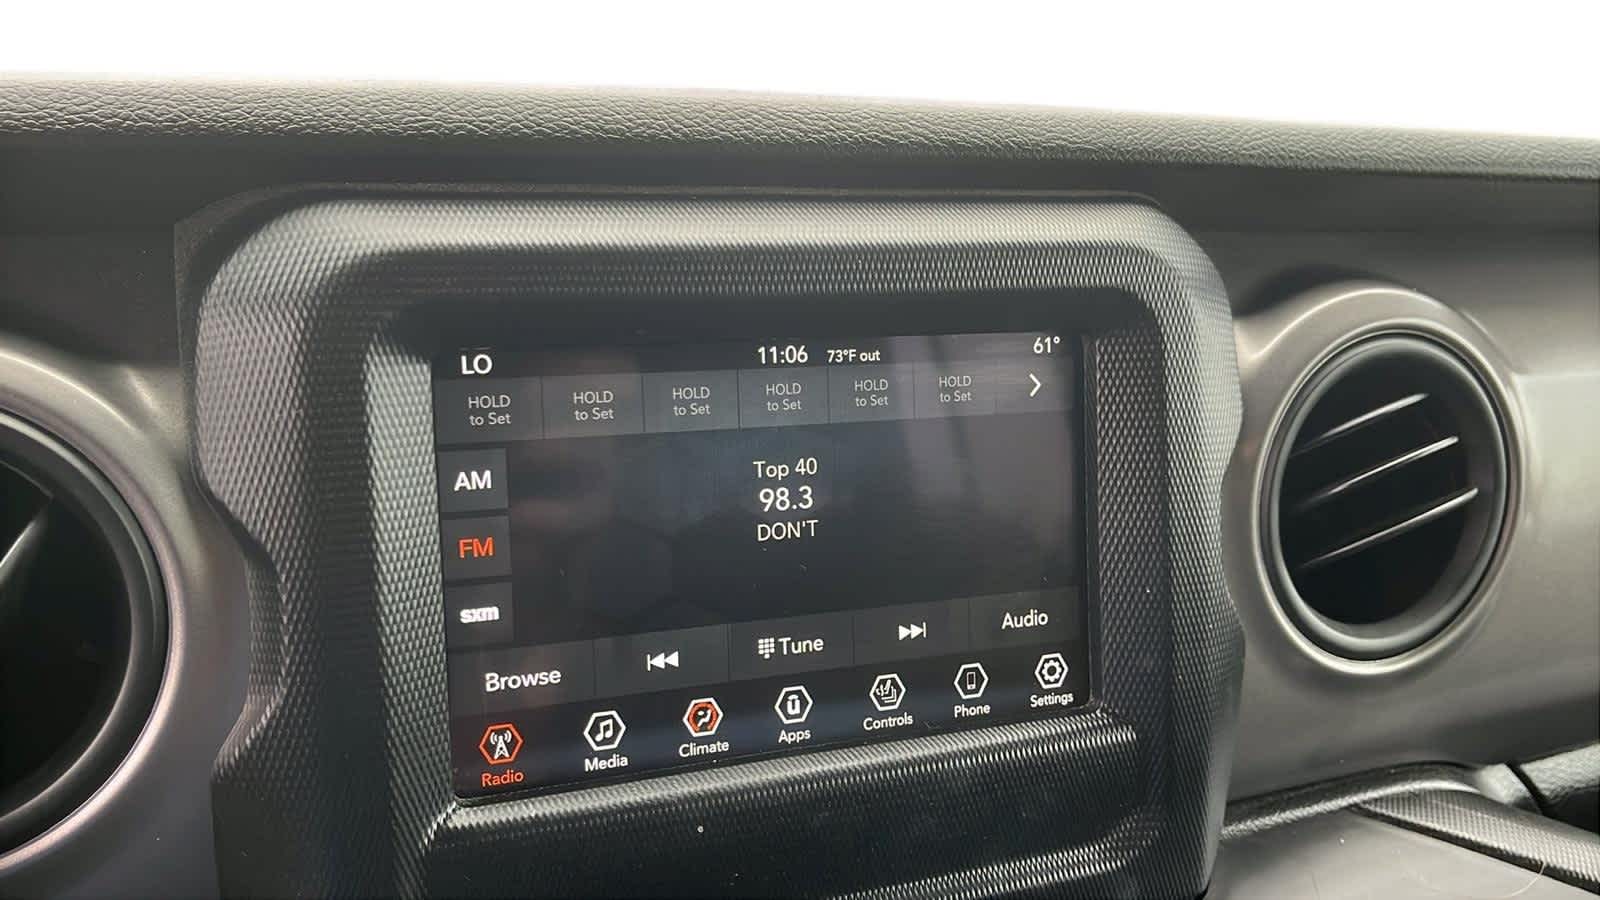 LO 11:06 73°F out 61°
HOLD to Set
HOLD to Set
HOLD to Set
HOLD to Set
HOLD to Set
HOLD to Set
AM
Top 40
98.3
DON'T
FM
sxm
Browse Tune Audio
Radio Media Climate Apps Controls Phone Settings